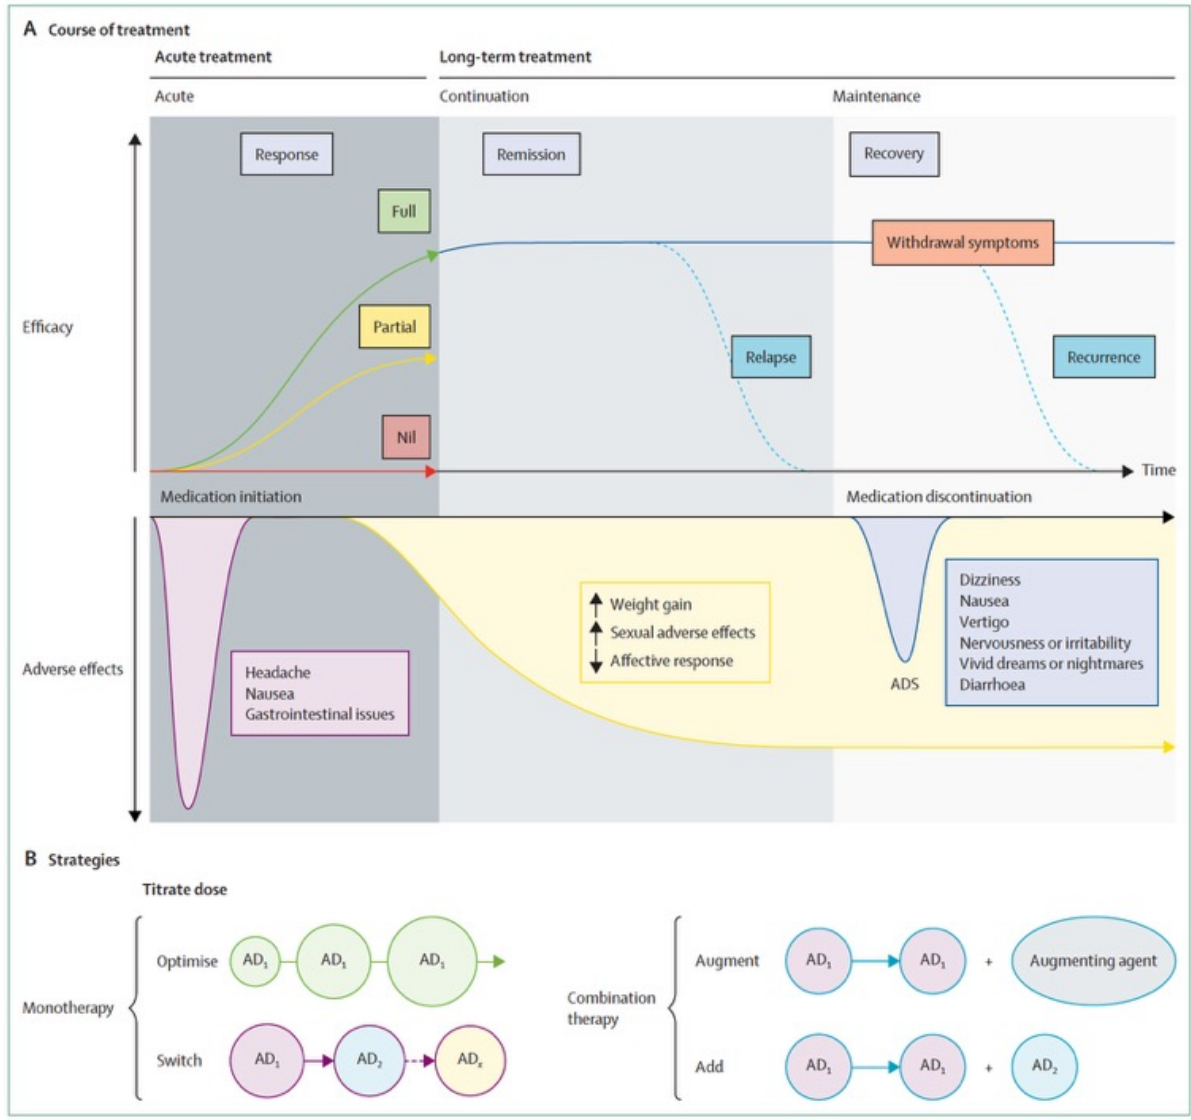 A Course of treatment
Acute treatment
Long-term treatment
Acute
Continuation
Maintenance
Response
Remission
Recovery
Full
Withdrawal symptoms
Efficacy
Partial
Relapse
Recurrence
Nil
Time
Medication initiation
Medication discontinuation
Adverse effects
Headache
Nausea
Gastrointestinal issues
Weight gain
Sexual adverse effects
Affective response
ADS
Dizziness
Nausea
Vertigo
Nervousness or irritability
Vivid dreams or nightmares
Diarrhoea
B Strategies
Titrate dose
Monotherapy
Optimise
AD₁ AD₁ AD₁
Switch
AD₁ AD₂ ADₓ
Combination
therapy
Augment
AD₁ AD₁ + Augmenting agent
Add
AD₁ AD₁ + AD₂